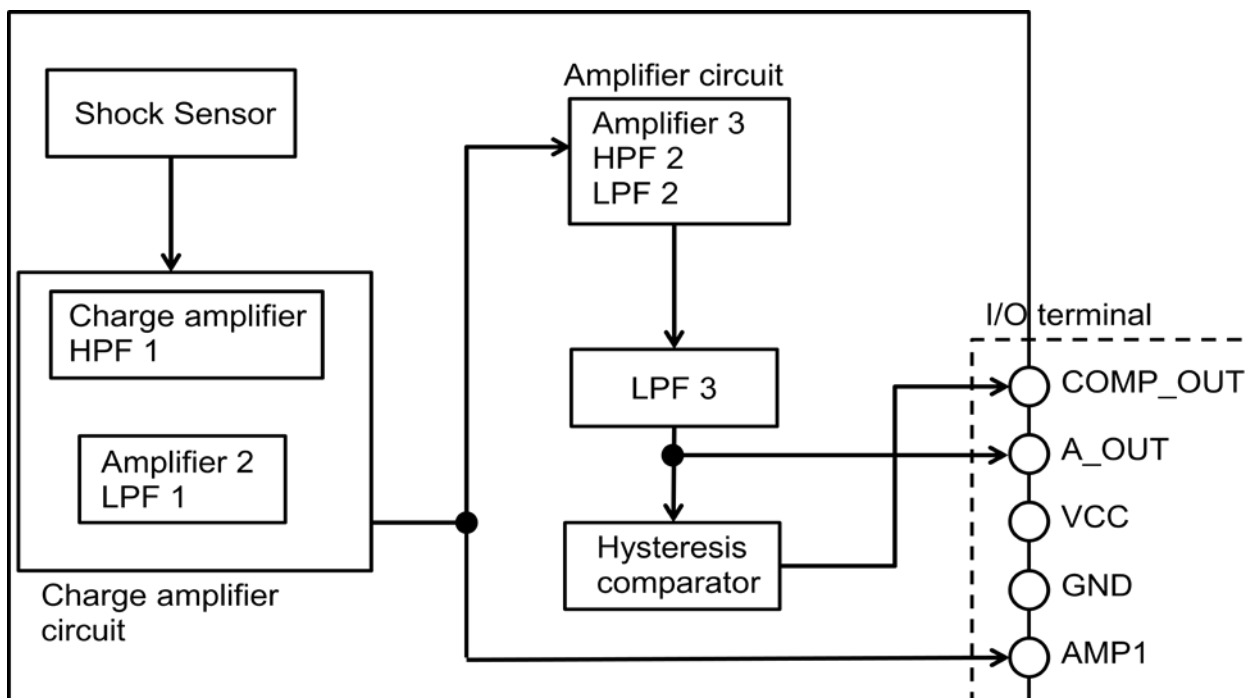 Shock Sensor
Charge amplifier
HPF 1
Amplifier 2
LPF 1
Charge amplifier
circuit
Amplifier circuit
Amplifier 3
HPF 2
LPF 2
LPF 3
Hysteresis
comparator
I/O terminal
COMP_OUT
A_OUT
VCC
GND
AMP1